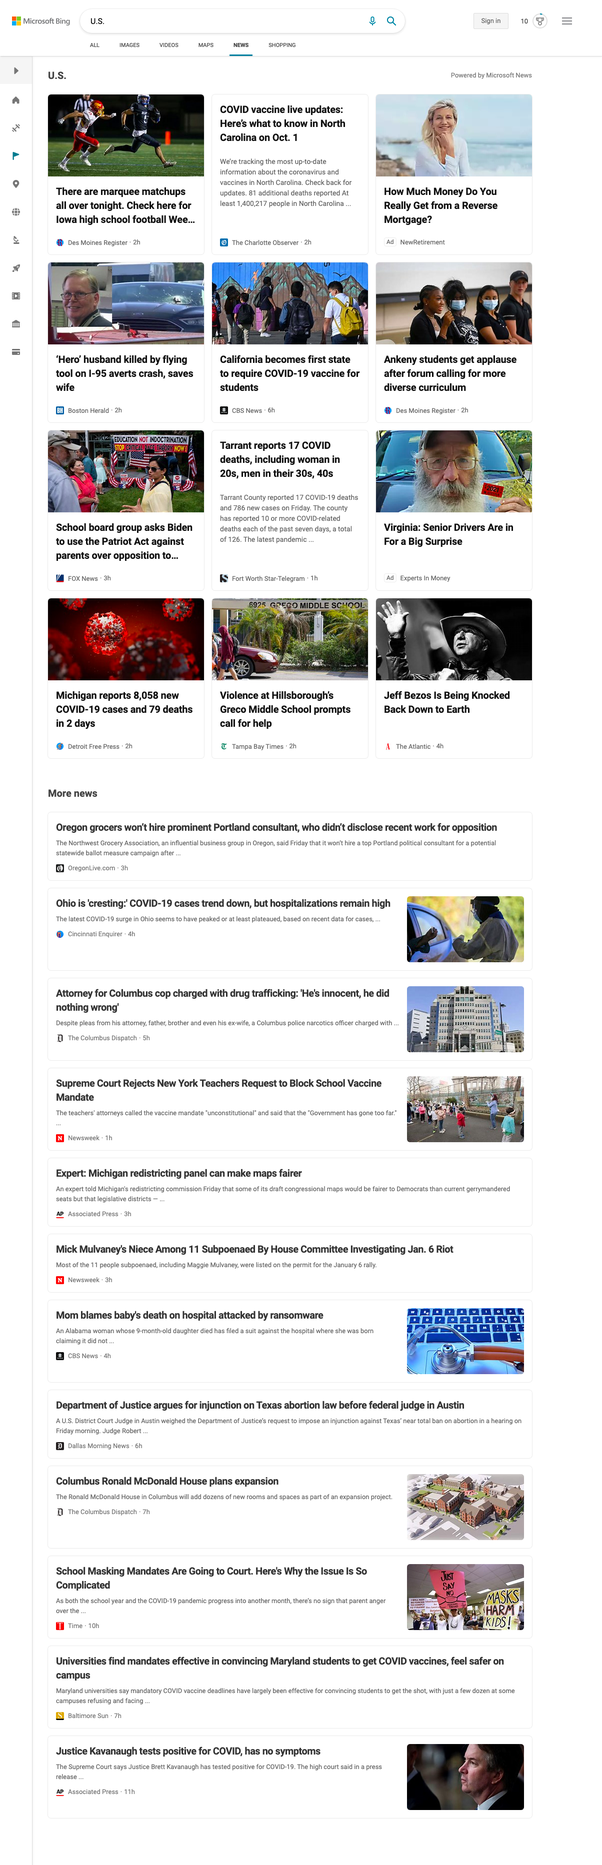 Microsoft Bing
U.S.
Sign in
10
ALL
IMAGES
VIDEOS
MAPS
NEWS
SHOPPING
U.S.
Powered by Microsoft News
There are marquee matchups
all over tonight. Check here for
Iowa high school football Wee...
Des Moines Register · 2h
COVID vaccine live updates:
Here's what to know in North
Carolina on Oct. 1
We're tracking the most up-to-date
information about the coronavirus and
vaccines in North Carolina. Check back for
updates. 81 additional deaths reported At
least 1,400,217 people in North Carolina ...
The Charlotte Observer · 2h
How Much Money Do You
Really Get from a Reverse
Mortgage?
Ad NewRetirement
'Hero' husband killed by flying
tool on I-95 averts crash, saves
wife
Boston Herald · 2h
California becomes first state
to require COVID-19 vaccine for
students
CBS News · 6h
Ankeny students get applause
after forum calling for more
diverse curriculum
Des Moines Register · 2h
EDUCATION NOT INDOCTRINATION
School board group asks Biden
to use the Patriot Act against
parents over opposition to...
FOX News · 3h
Tarrant reports 17 COVID
deaths, including woman in
20s, men in their 30s, 40s
Tarrant County reported 17 COVID-19 deaths
and 786 new cases on Friday. The county
has reported 10 or more COVID-related
deaths each of the past seven days, a total
of 126. The latest pandemic ...
Fort Worth Star-Telegram · 1h
Virginia: Senior Drivers Are in
For a Big Surprise
Ad Experts In Money
Michigan reports 8,058 new
COVID-19 cases and 79 deaths
in 2 days
Detroit Free Press · 2h
8925 GRECO MIDDLE SCHOOL
Violence at Hillsborough's
Greco Middle School prompts
call for help
Tampa Bay Times · 2h
Jeff Bezos Is Being Knocked
Back Down to Earth
The Atlantic · 4h
More news
Oregon grocers won't hire prominent Portland consultant, who didn't disclose recent work for opposition
The Northwest Grocery Association, an influential business group in Oregon, said Friday that it won't hire a top Portland political consultant for a potential
statewide ballot measure campaign after ...
OregonLive.com · 3h
Ohio is 'cresting:' COVID-19 cases trend down, but hospitalizations remain high
The latest COVID-19 surge in Ohio seems to have peaked or at least plateaued, based on recent data for cases, ...
Cincinnati Enquirer · 4h
Attorney for Columbus cop charged with drug trafficking: 'He's innocent, he did
nothing wrong'
Despite pleas from his attorney, father, brother and even his ex-wife, a Columbus police narcotics officer charged with ...
The Columbus Dispatch · 5h
Supreme Court Rejects New York Teachers Request to Block School Vaccine
Mandate
The teachers' attorneys called the vaccine mandate "unconstitutional" and said that the "Government has gone too far."
...
Newsweek · 1h
Expert: Michigan redistricting panel can make maps fairer
An expert told Michigan's redistricting commission Friday that some of its draft congressional maps would be fairer to Democrats than current gerrymandered
seats but that legislative districts — ...
AP Associated Press · 3h
Mick Mulvaney's Niece Among 11 Subpoenaed By House Committee Investigating Jan. 6 Riot
Most of the 11 people subpoenaed, including Maggie Mulvaney, were listed on the permit for the January 6 rally.
Newsweek · 3h
Mom blames baby's death on hospital attacked by ransomware
An Alabama woman whose 9-month-old daughter died has filed a suit against the hospital where she was born
claiming it did not ...
CBS News · 4h
Department of Justice argues for injunction on Texas abortion law before federal judge in Austin
A U.S. District Court Judge in Austin weighed the Department of Justice's request to impose an injunction against Texas' near total ban on abortion in a hearing on
Friday morning. Judge Robert ...
Dallas Morning News · 6h
Columbus Ronald McDonald House plans expansion
The Ronald McDonald House in Columbus will add dozens of new rooms and spaces as part of an expansion project.
The Columbus Dispatch · 7h
School Masking Mandates Are Going to Court. Here's Why the Issue Is So
Complicated
As both the school year and the COVID-19 pandemic progress into another month, there's no sign that parent anger
over the ...
Time · 10h
JUST
SAY
NO
MASKS
HARM
KIDS!
Universities find mandates effective in convincing Maryland students to get COVID vaccines, feel safer on
campus
Maryland universities say mandatory COVID vaccine deadlines have largely been effective for convincing students to get the shot, with just a few dozen at some
campuses refusing and facing ...
Baltimore Sun · 7h
Justice Kavanaugh tests positive for COVID, has no symptoms
The Supreme Court says Justice Brett Kavanaugh has tested positive for COVID-19. The high court said in a press
release ...
AP Associated Press · 11h